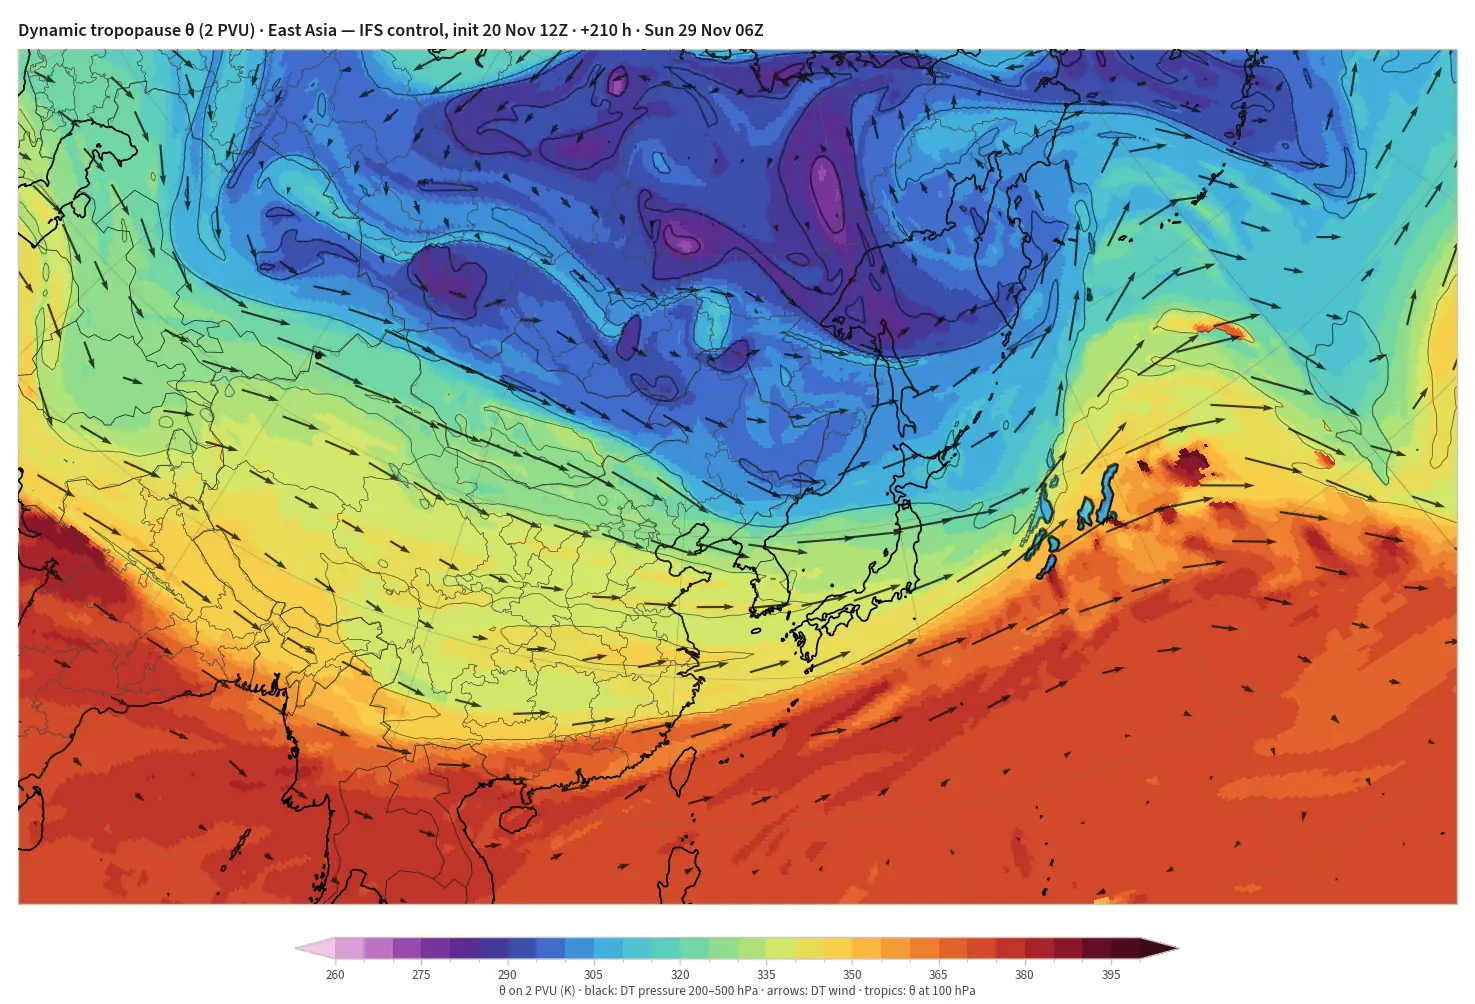 Dynamic tropopause θ (2 PVU) · East Asia — IFS control, init 20 Nov 12Z · +210 h · Sun 29 Nov 06Z
260 275 290 305 320 335 350 365 380 395
θ on 2 PVU (K) · black: DT pressure 200–500 hPa · arrows: DT wind · tropics: θ at 100 hPa